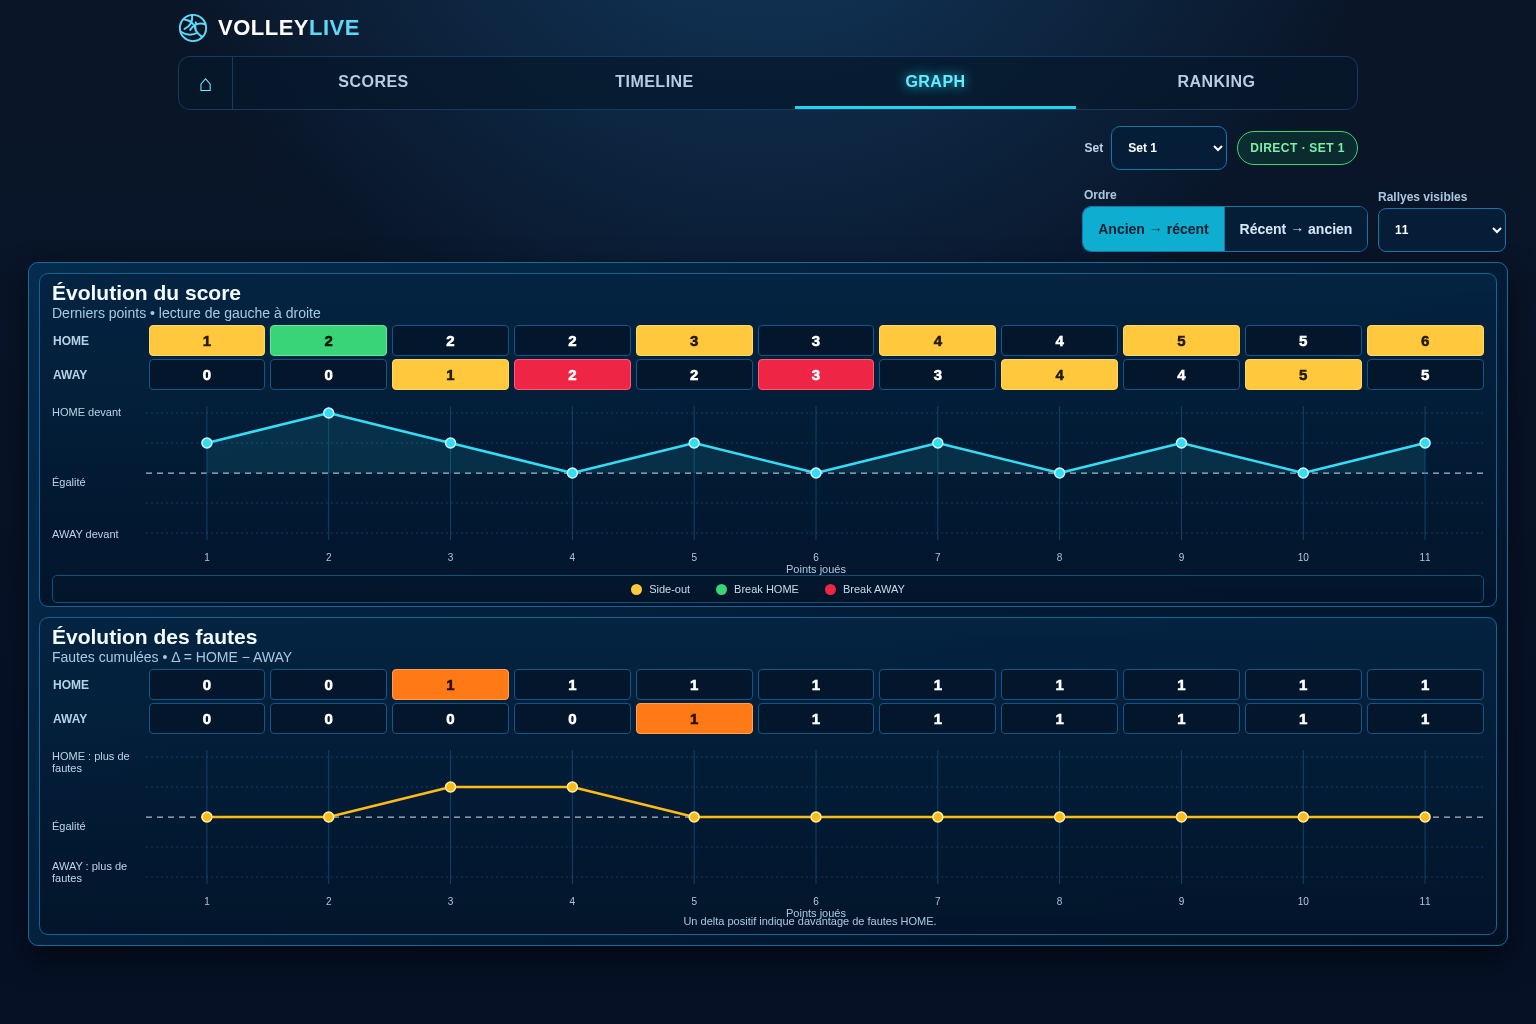 VOLLEYLIVE
⌂ SCORES TIMELINE GRAPH RANKING
Set Set 1 DIRECT · SET 1
Ordre Rallyes visibles
Ancien → récent Récent → ancien 11
Évolution du score
Derniers points • lecture de gauche à droite
HOME 1 2 2 2 3 3 4 4 5 5 6
AWAY 0 0 1 2 2 3 3 4 4 5 5
HOME devant
Égalité
AWAY devant
1 2 3 4 5 6 7 8 9 10 11
Points joués
Side-out Break HOME Break AWAY
Évolution des fautes
Fautes cumulées • Δ = HOME − AWAY
HOME 0 0 1 1 1 1 1 1 1 1 1
AWAY 0 0 0 0 1 1 1 1 1 1 1
HOME : plus de
fautes
Égalité
AWAY : plus de
fautes
1 2 3 4 5 6 7 8 9 10 11
Points joués
Un delta positif indique davantage de fautes HOME.